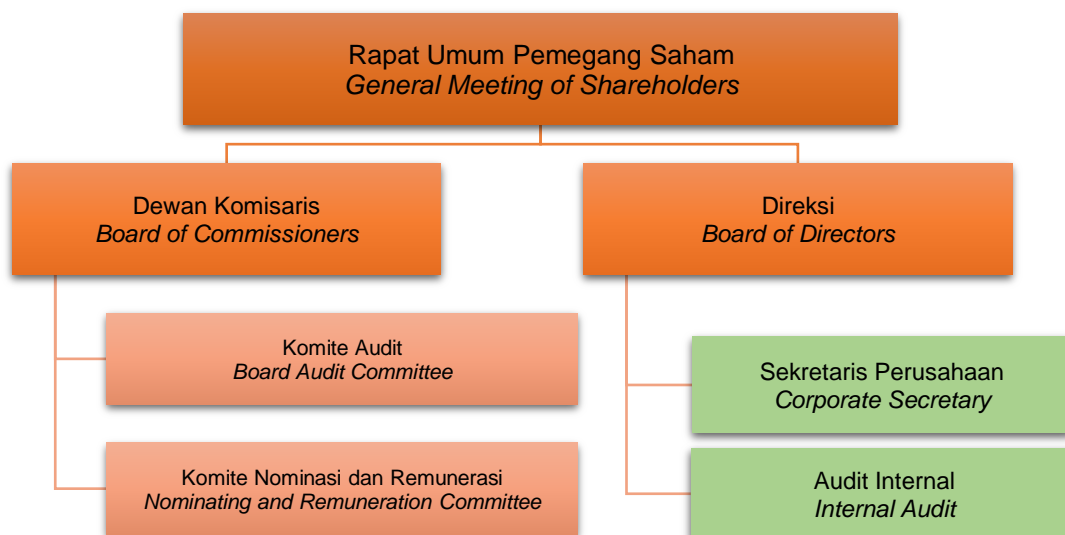 Rapat Umum Pemegang Saham
General Meeting of Shareholders
Dewan Komisaris
Board of Commissioners
Direksi
Board of Directors
Komite Audit
Board Audit Committee
Sekretaris Perusahaan
Corporate Secretary
Komite Nominasi dan Remunerasi
Nominating and Remuneration Committee
Audit Internal
Internal Audit